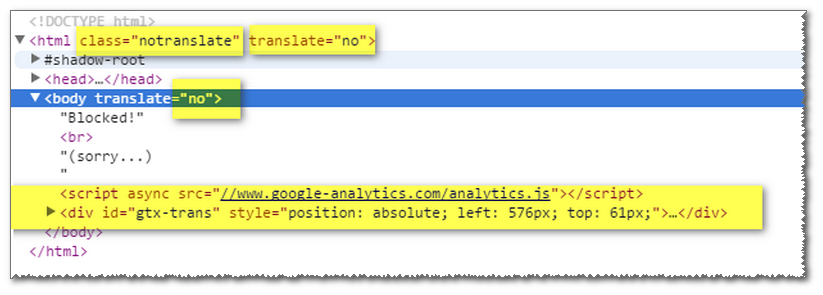 <!DOCTYPE html>
<html class="notranslate" translate="no">
#shadow-root
<head>…</head>
<body translate="no">
"Blocked!"
<br>
"(sorry...)
"
<script async src="//www.google-analytics.com/analytics.js"></script>
<div id="gtx-trans" style="position: absolute; left: 576px; top: 61px;">…</div>
</body>
</html>